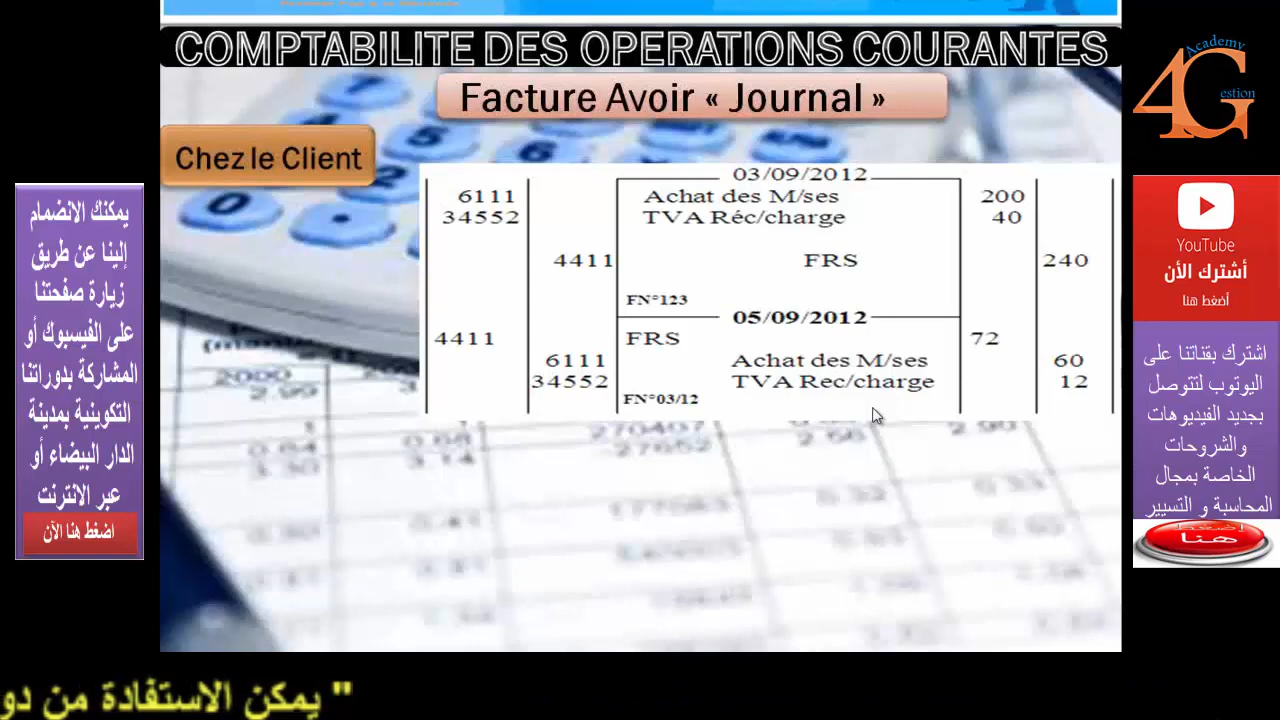 COMPTABILITE DES OPERATIONS COURANTES
Facture Avoir « Journal »
Chez le Client
03/09/2012
6111 Achat des M/ses 200
34552 TVA Réc/charge 40
4411 FRS 240
FN°123
05/09/2012
4411 FRS 72
6111 Achat des M/ses 60
34552 TVA Rec/charge 12
FN°03/12
يمكنك الانضمام
إلينا عن طريق
زيارة صفحتنا
على الفيسبوك أو
المشاركة بدوراتنا
التكوينية بمدينة
الدار البيضاء أو
عبر الانترنت
اضغط هنا الآن
Academy
4G
estion
YouTube
أشترك الأن
أضغط هنا
اشترك بقناتنا على
اليوتوب لتتوصل
بجديد الفيديوهات
والشروحات
الخاصة بمجال
المحاسبة و التسيير
إضغط
هنا
" يمكن الاستفادة من دو